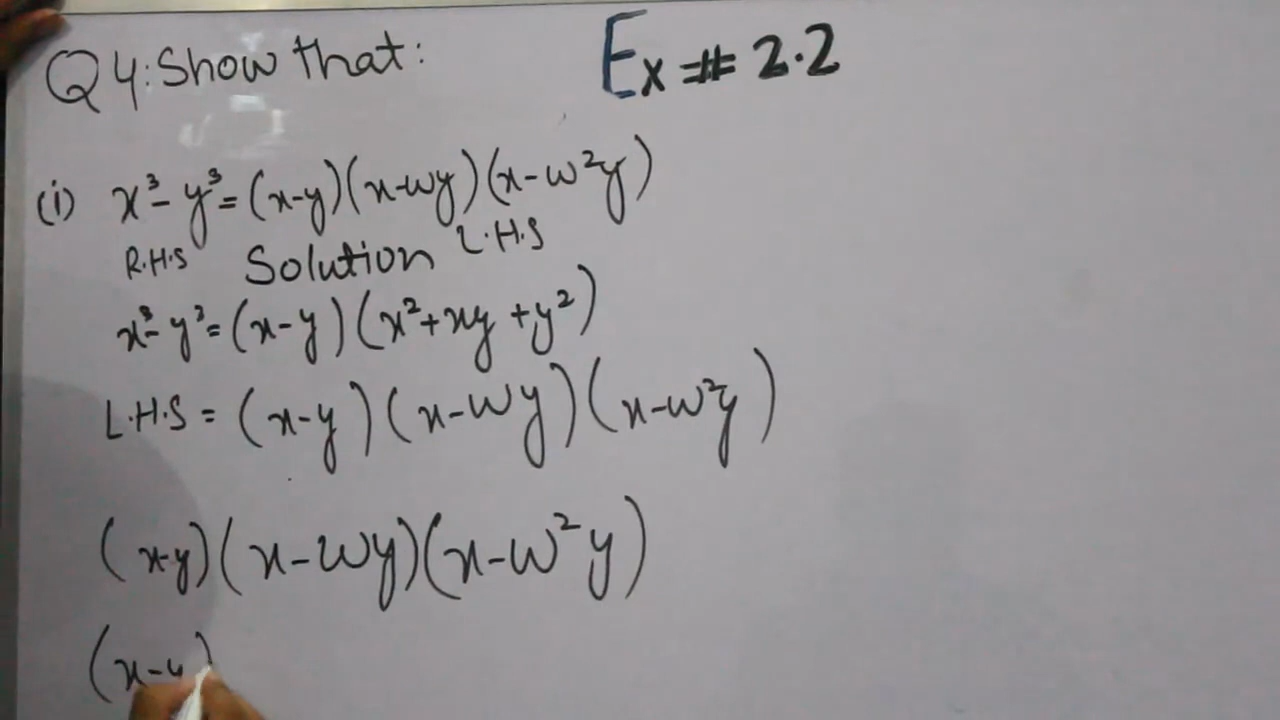 Q4: Show that:
Ex # 2.2
(i) x³ - y³ = (x-y)(x-wy)(x-w²y)
R.H.S Solution L.H.S
x³ - y³ = (x-y)(x²+xy+y²)
L.H.S = (x-y)(x-wy)(x-w²y)
(x-y)(x-wy)(x-w²y)
(x-y)